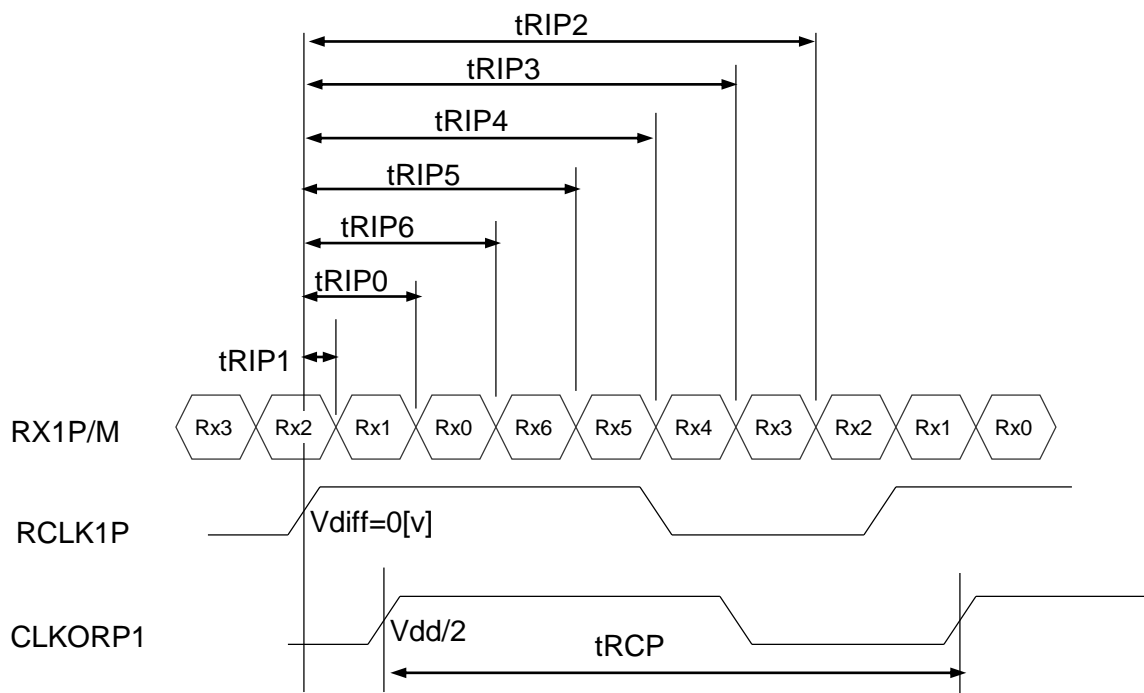 tRIP2
tRIP3
tRIP4
tRIP5
tRIP6
tRIP0
tRIP1
RX1P/M Rx3 Rx2 Rx1 Rx0 Rx6 Rx5 Rx4 Rx3 Rx2 Rx1 Rx0
RCLK1P Vdiff=0[v]
CLKORP1 Vdd/2 tRCP